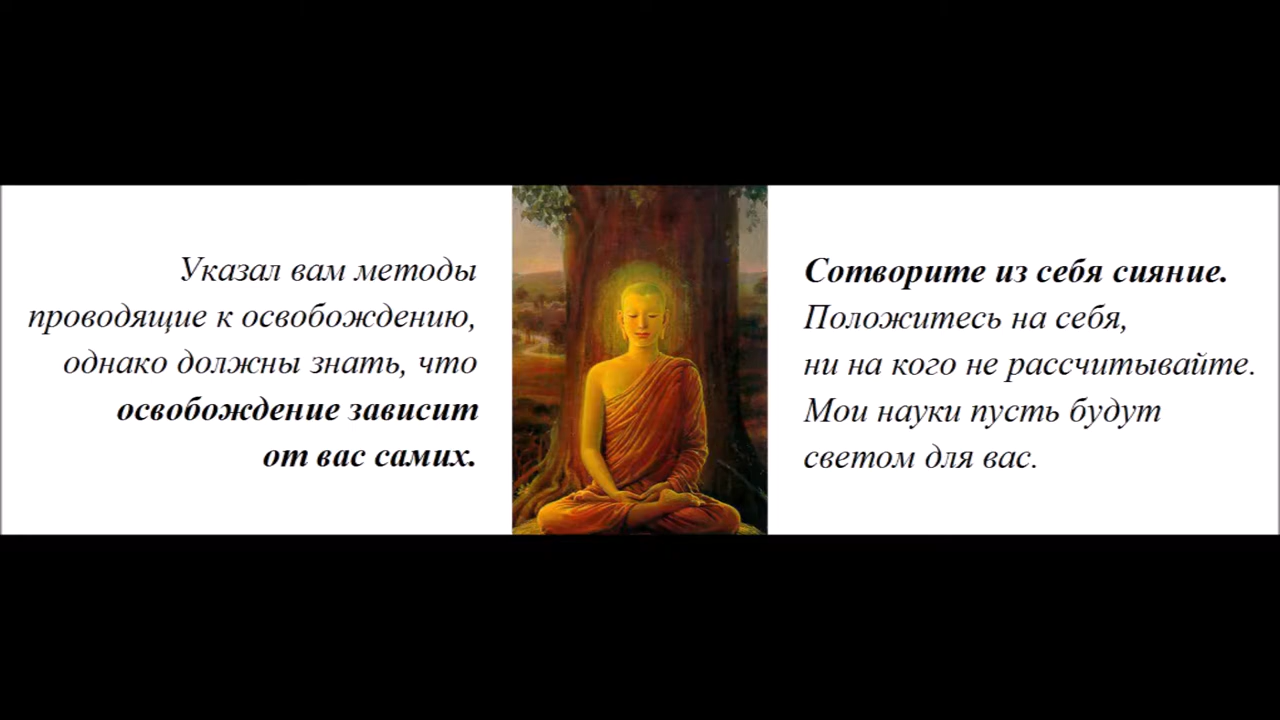 Указал вам методы
проводящие к освобождению,
однако должны знать, что
освобождение зависит
от вас самих.
Сотворите из себя сияние.
Положитесь на себя,
ни на кого не рассчитывайте.
Мои науки пусть будут
светом для вас.